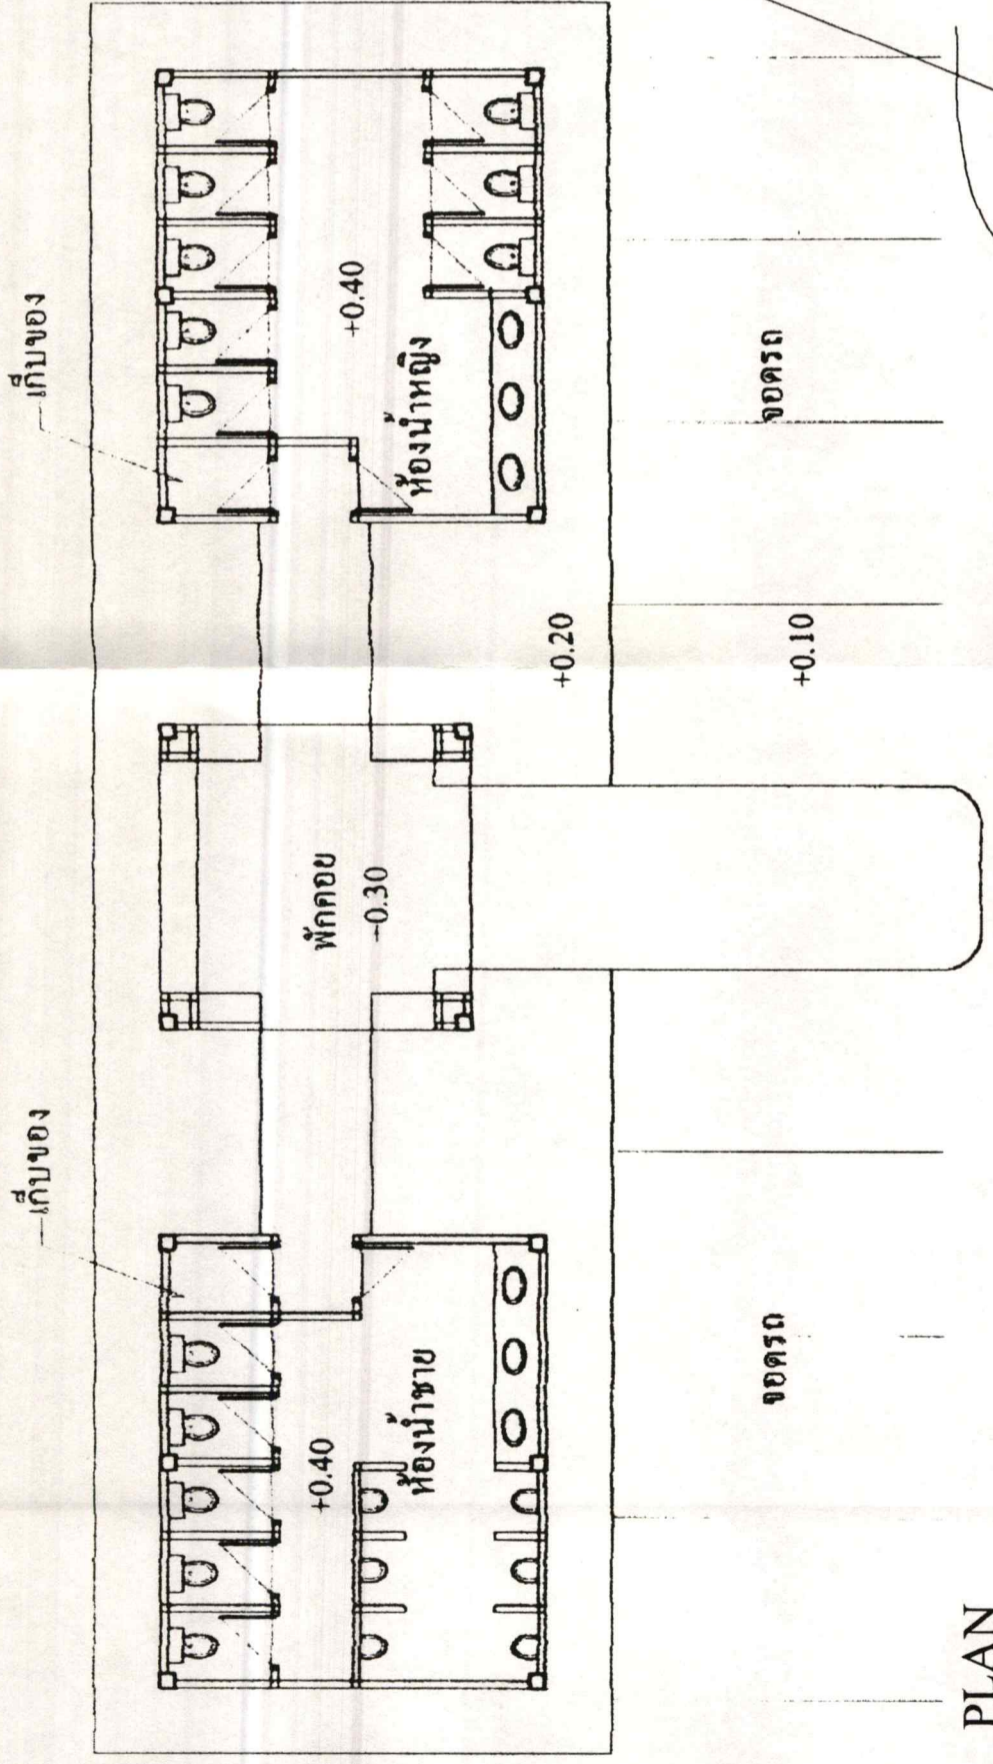 เก็บของ
เก็บของ
+0.40
ห้องน้ำชาย
พักคอย
+0.30
+0.40
ห้องน้ำหญิง
+0.20
จอดรถ
+0.10
จอดรถ
PLAN